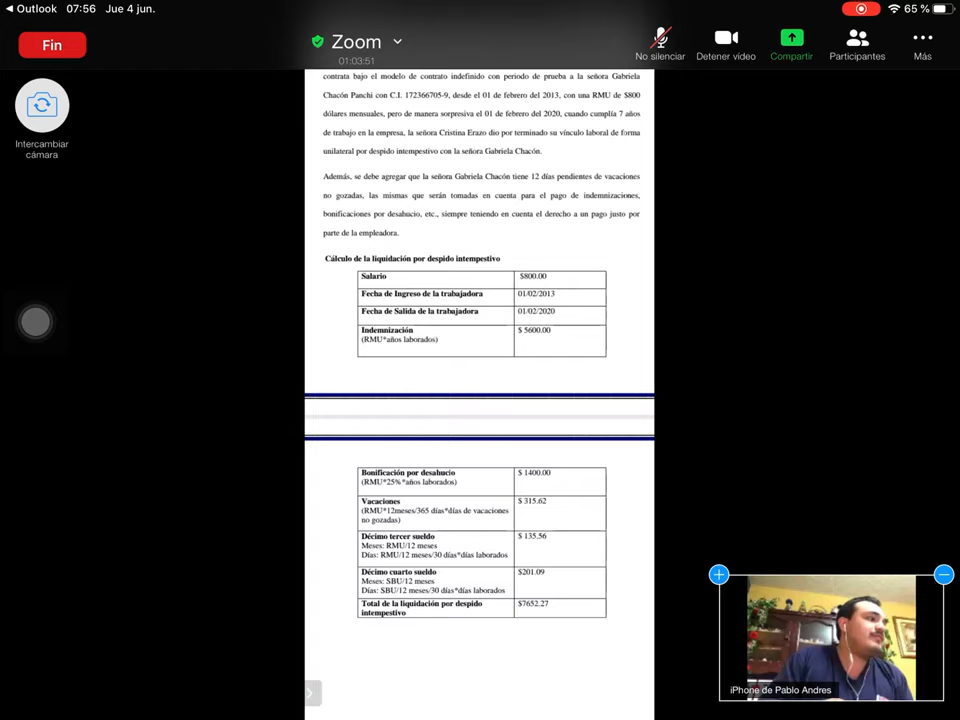 Outlook 07:56 Jue 4 jun. 65 %
Fin
Zoom
01:03:51
No silenciar
Detener vídeo
Compartir
Participantes
Más
Intercambiar
cámara
contrata bajo el modelo de contrato indefinido con periodo de prueba a la señora Gabriela
Chacón Panchi con C.I. 172366705-9, desde el 01 de febrero del 2013, con una RMU de $800
dólares mensuales, pero de manera sorpresiva el 01 de febrero del 2020, cuando cumplía 7 años
de trabajo en la empresa, la señora Cristina Erazo dio por terminado su vínculo laboral de forma
unilateral por despido intempestivo con la señora Gabriela Chacón.
Además, se debe agregar que la señora Gabriela Chacón tiene 12 días pendientes de vacaciones
no gozadas, las mismas que serán tomadas en cuenta para el pago de indemnizaciones,
bonificaciones por desahucio, etc., siempre teniendo en cuenta el derecho a un pago justo por
parte de la empleadora.
Cálculo de la liquidación por despido intempestivo
Salario $800.00
Fecha de Ingreso de la trabajadora 01/02/2013
Fecha de Salida de la trabajadora 01/02/2020
Indemnización $ 5600.00
(RMU*años laborados)
Bonificación por desahucio $ 1400.00
(RMU*25%*años laborados)
Vacaciones $ 315.62
(RMU*12meses/365 días*días de vacaciones
no gozadas)
Décimo tercer sueldo $ 135.56
Meses: RMU/12 meses
Días: RMU/12 meses/30 días*días laborados
Décimo cuarto sueldo $201.09
Meses: SBU/12 meses
Días: SBU/12 meses/30 días*días laborados
Total de la liquidación por despido $7652.27
intempestivo
iPhone de Pablo Andres